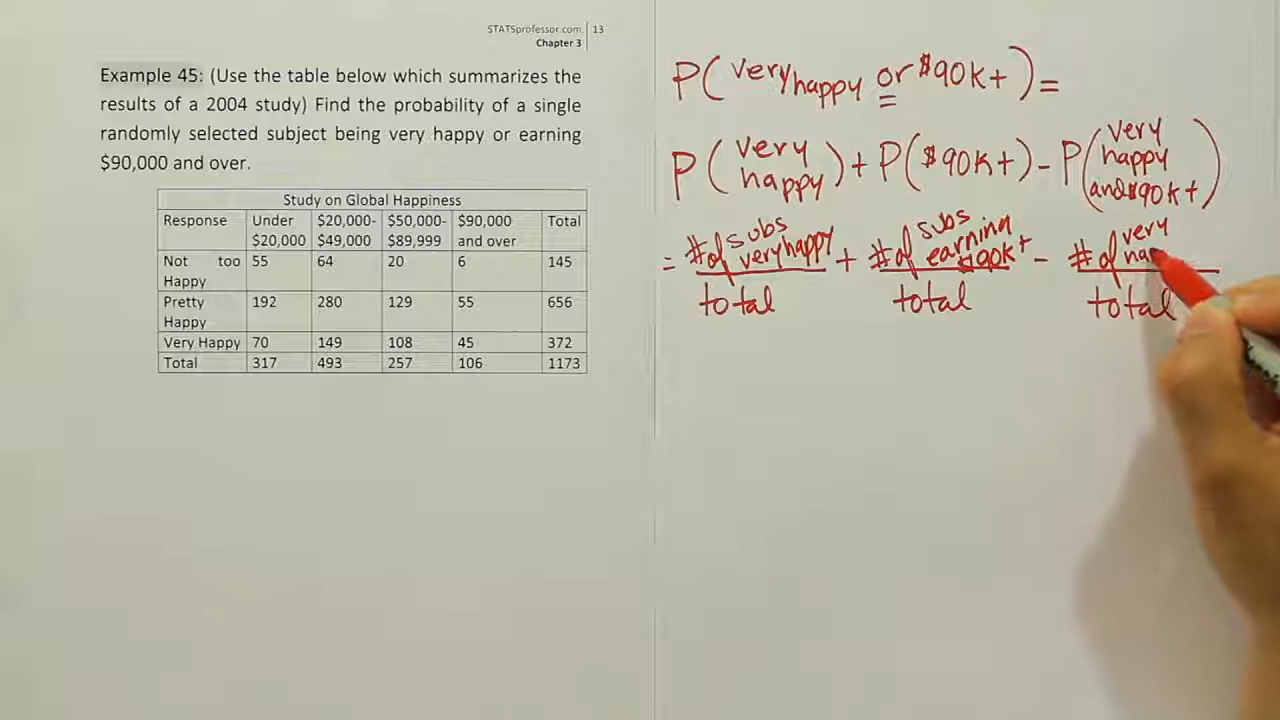 STATSprofessor.com 13
Chapter 3
Example 45: (Use the table below which summarizes the
results of a 2004 study) Find the probability of a single
randomly selected subject being very happy or earning
$90,000 and over.
Study on Global Happiness
Response Under $20,000 $20,000-$49,000 $50,000-$89,999 $90,000 and over Total
Not too Happy 55 64 20 6 145
Pretty Happy 192 280 129 55 656
Very Happy 70 149 108 45 372
Total 317 493 257 106 1173
P(very happy or $90k+) =
P(very happy) + P($90k+) - P(very happy and $90k+)
= # of subs very happy / total + # of subs earning $90k+ / total - # of very hap / total